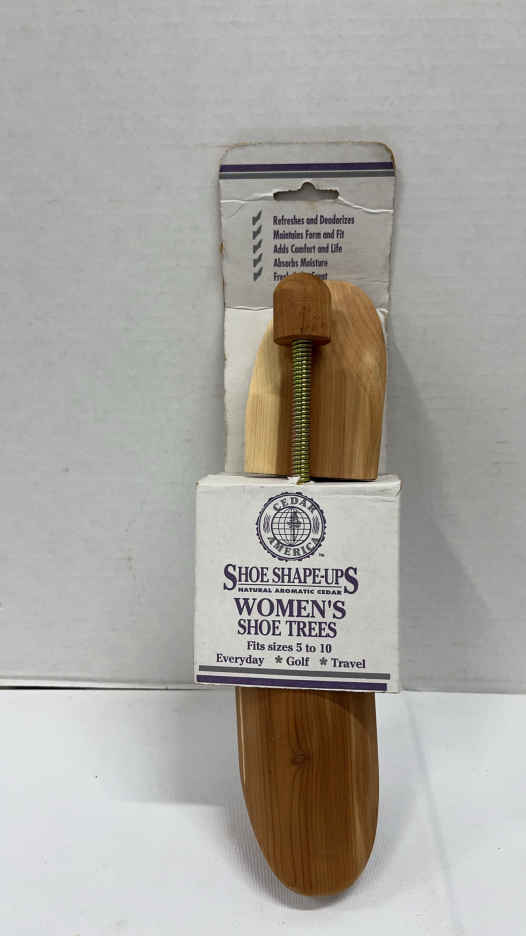 Refreshes and Deodorizes
Maintains Form and Fit
Adds Comfort and Life
Absorbs Moisture
CEDAR
AMERICA
TM
SHOE SHAPE-UPS
NATURAL AROMATIC CEDAR
WOMEN'S
SHOE TREES
Fits sizes 5 to 10
Everyday * Golf * Travel